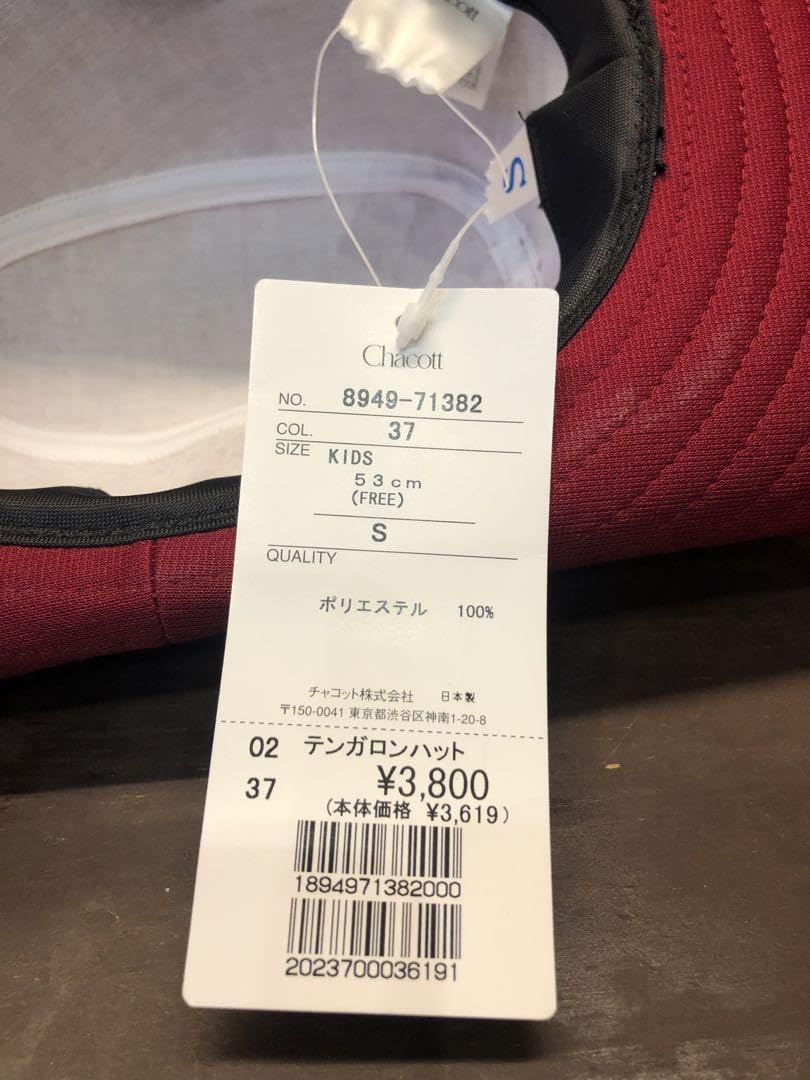 S
Chacott
NO. 8949-71382
COL. 37
SIZE KIDS
53cm
(FREE)
S
QUALITY
ポリエステル 100%
チャコット株式会社 日本製
〒150-0041 東京都渋谷区神南1-20-8
02 テンガロンハット
37 ¥3,800
(本体価格 ¥3,619)
1894971382000
2023700036191